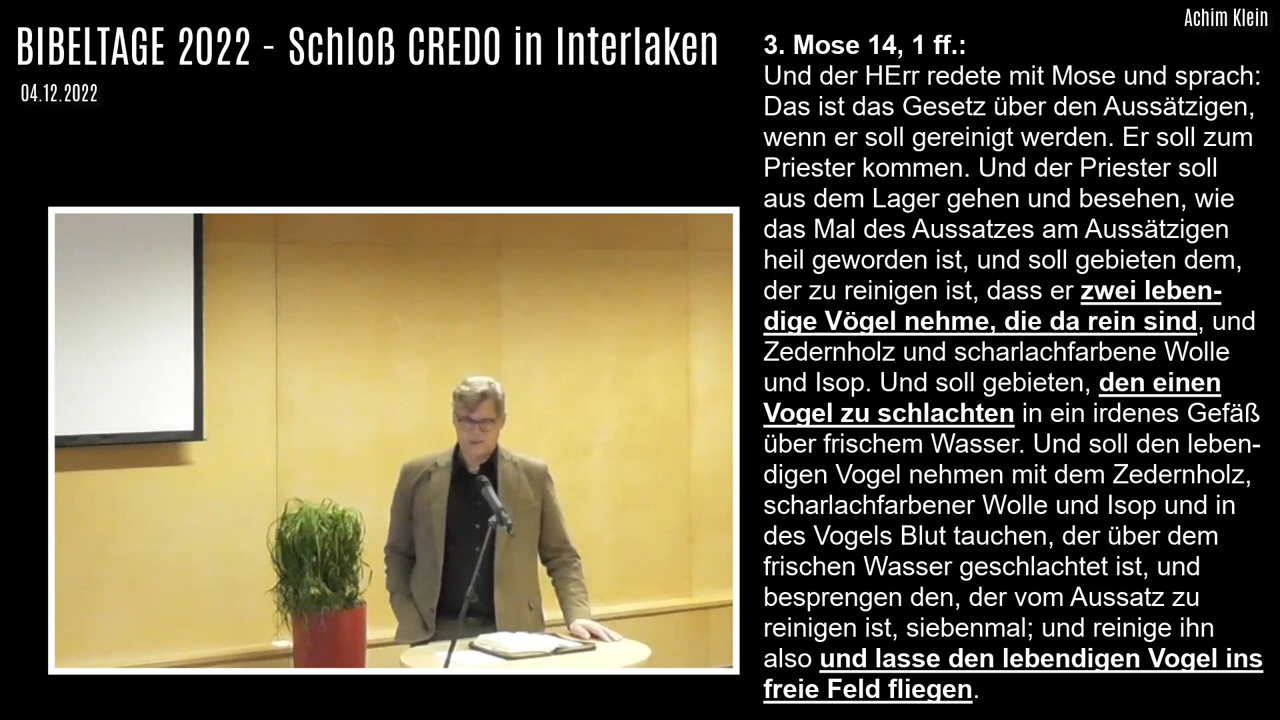 BIBELTAGE 2022 - Schloß CREDO in Interlaken
04.12.2022
Achim Klein
3. Mose 14, 1 ff.:
Und der HErr redete mit Mose und sprach:
Das ist das Gesetz über den Aussätzigen,
wenn er soll gereinigt werden. Er soll zum
Priester kommen. Und der Priester soll
aus dem Lager gehen und besehen, wie
das Mal des Aussatzes am Aussätzigen
heil geworden ist, und soll gebieten dem,
der zu reinigen ist, dass er zwei leben-
dige Vögel nehme, die da rein sind, und
Zedernholz und scharlachfarbene Wolle
und Isop. Und soll gebieten, den einen
Vogel zu schlachten in ein irdenes Gefäß
über frischem Wasser. Und soll den leben-
digen Vogel nehmen mit dem Zedernholz,
scharlachfarbener Wolle und Isop und in
des Vogels Blut tauchen, der über dem
frischen Wasser geschlachtet ist, und
besprengen den, der vom Aussatz zu
reinigen ist, siebenmal; und reinige ihn
also und lasse den lebendigen Vogel ins
freie Feld fliegen.